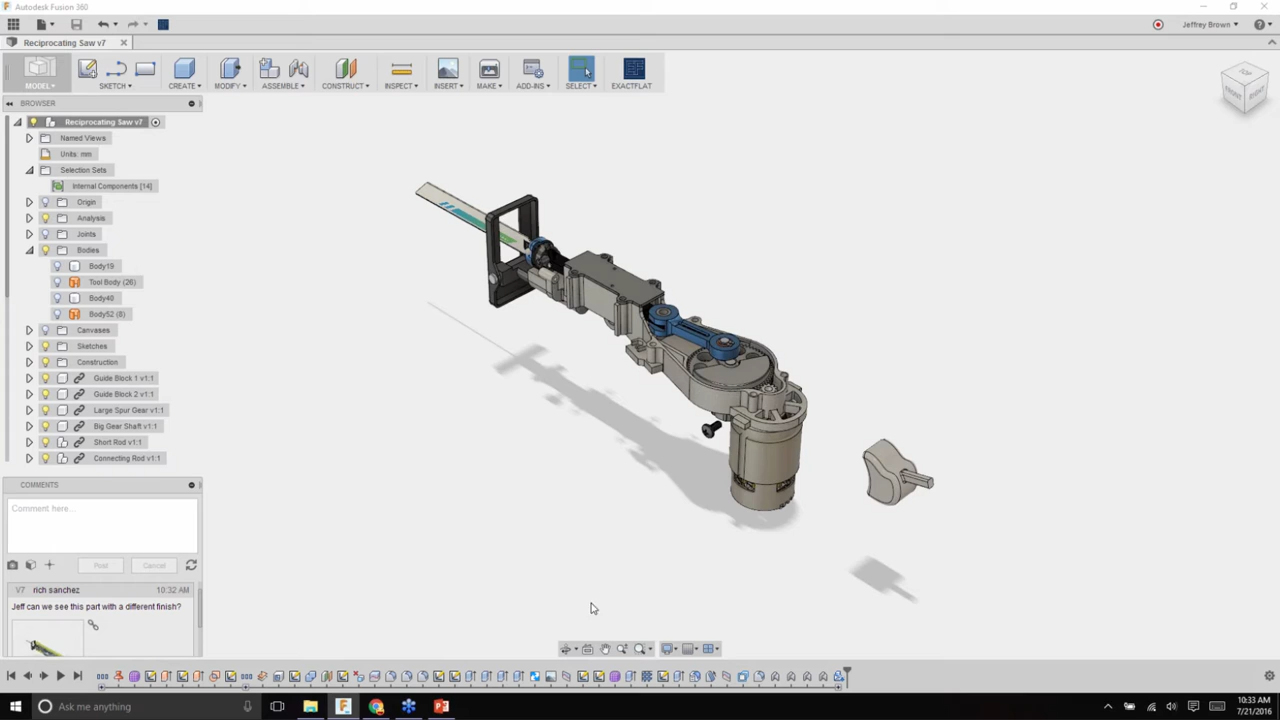 Autodesk Fusion 360
Jeffrey Brown
Reciprocating Saw v7
MODEL
SKETCH
CREATE
MODIFY
ASSEMBLE
CONSTRUCT
INSPECT
INSERT
MAKE
ADD-INS
SELECT
EXACTFLAT
BROWSER
TOP
FRONT
RIGHT
Reciprocating Saw v7
Named Views
Units: mm
Selection Sets
Internal Components [14]
Origin
Analysis
Joints
Bodies
Body19
Tool Body (26)
Body49
Body52 (8)
Canvases
Sketches
Construction
Guide Block 1 v1:1
Guide Block 2 v1:1
Large Spur Gear v1:1
Big Gear Shaft v1:1
Short Rod v1:1
Connecting Rod v1:1
COMMENTS
Comment here...
Post
Cancel
V7 rich sanchez 10:32 AM
Jeff can we see this part with a different finish?
Ask me anything
10:33 AM
7/21/2016